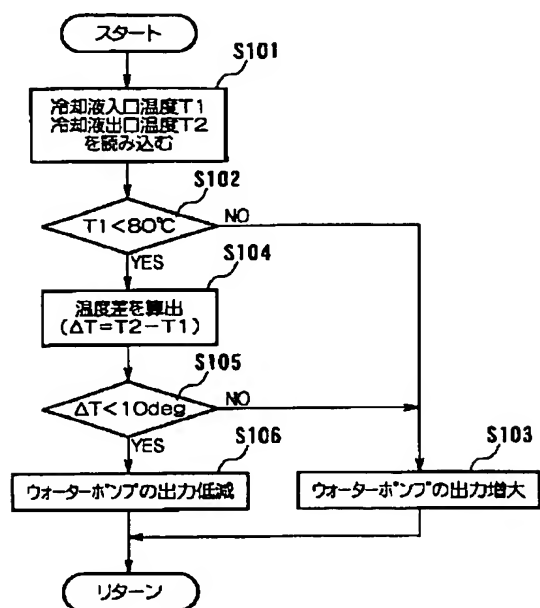 スタート
S101
冷却液入口温度T1
冷却液出口温度T2
を読み込む
S102
T1<80℃
NO
YES
S104
温度差を算出
(ΔT=T2-T1)
S105
ΔT<10deg
NO
YES
S106
ウォーターポンプの出力低減
S103
ウォーターポンプの出力増大
リターン